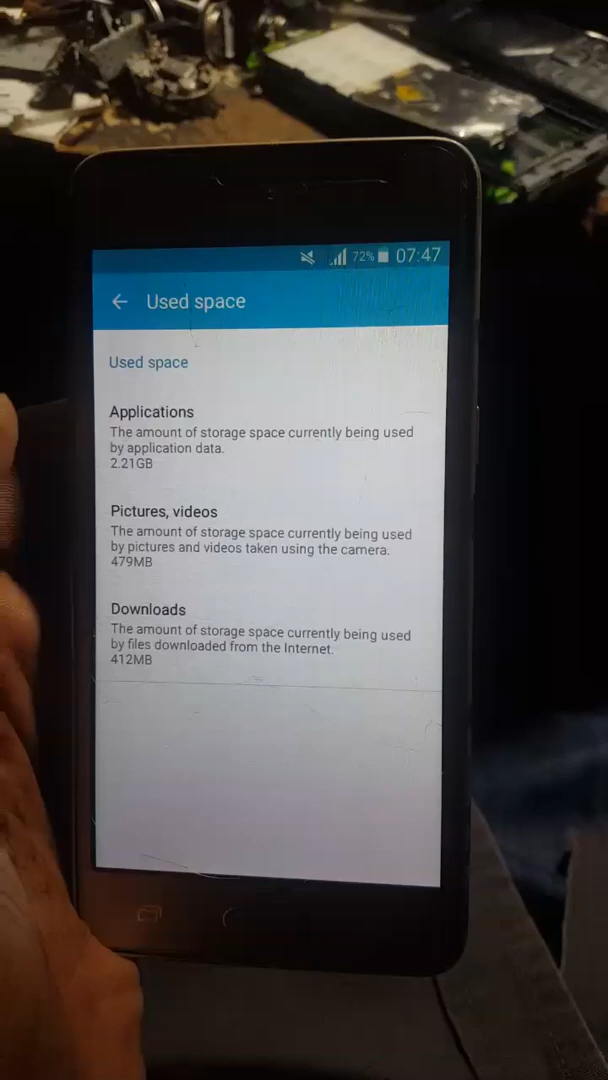 72% 07:47
Used space
Used space
Applications
The amount of storage space currently being used
by application data.
2.21GB
Pictures, videos
The amount of storage space currently being used
by pictures and videos taken using the camera.
479MB
Downloads
The amount of storage space currently being used
by files downloaded from the Internet.
412MB